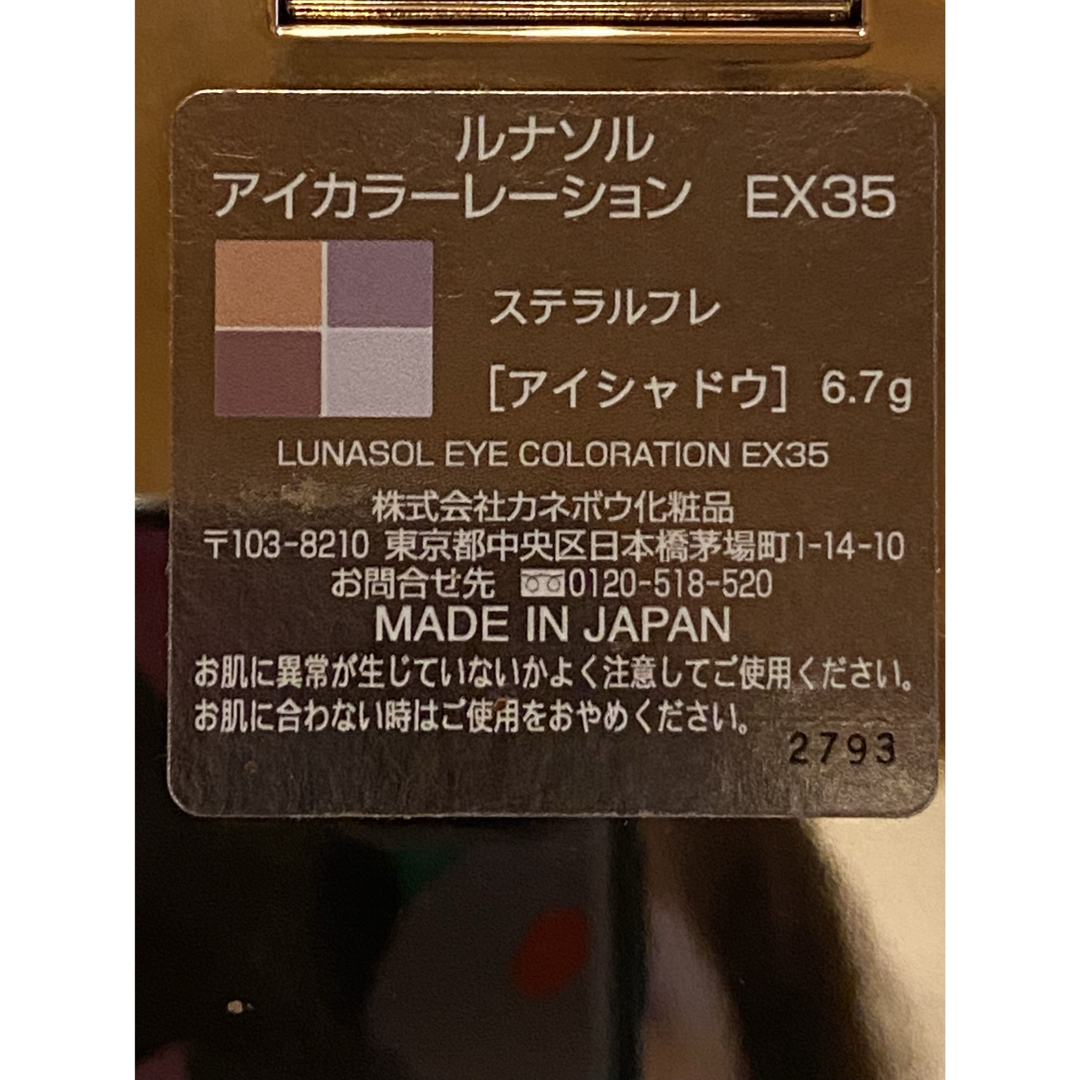 ルナソル
アイカラーレーション EX35
ステラルフレ
[アイシャドウ] 6.7g
LUNASOL EYE COLORATION EX35
株式会社カネボウ化粧品
〒103-8210 東京都中央区日本橋茅場町1-14-10
お問合せ先 0120-518-520
MADE IN JAPAN
お肌に異常が生じていないかよく注意してご使用ください。
お肌に合わない時はご使用をおやめください。
2793